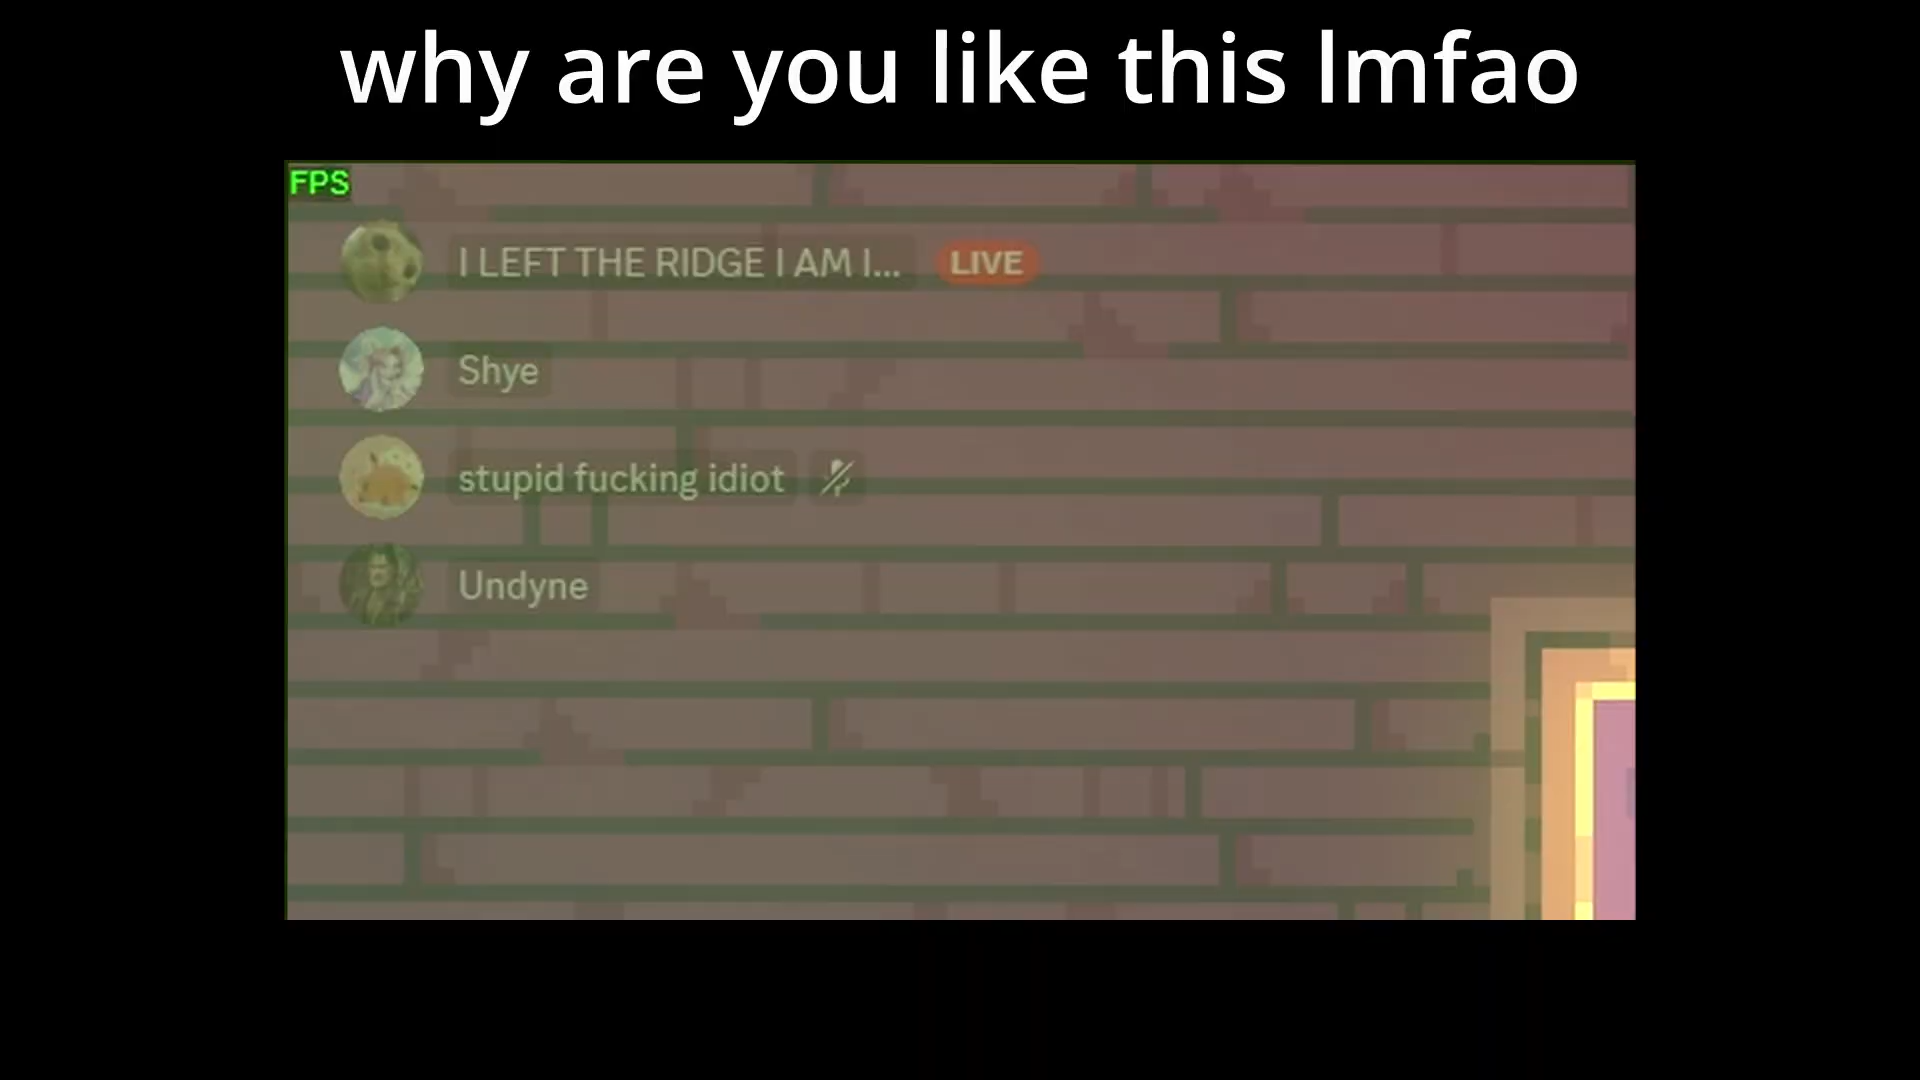 why are you like this lmfao
FPS
I LEFT THE RIDGE I AM I... LIVE
Shye
stupid fucking idiot
Undyne